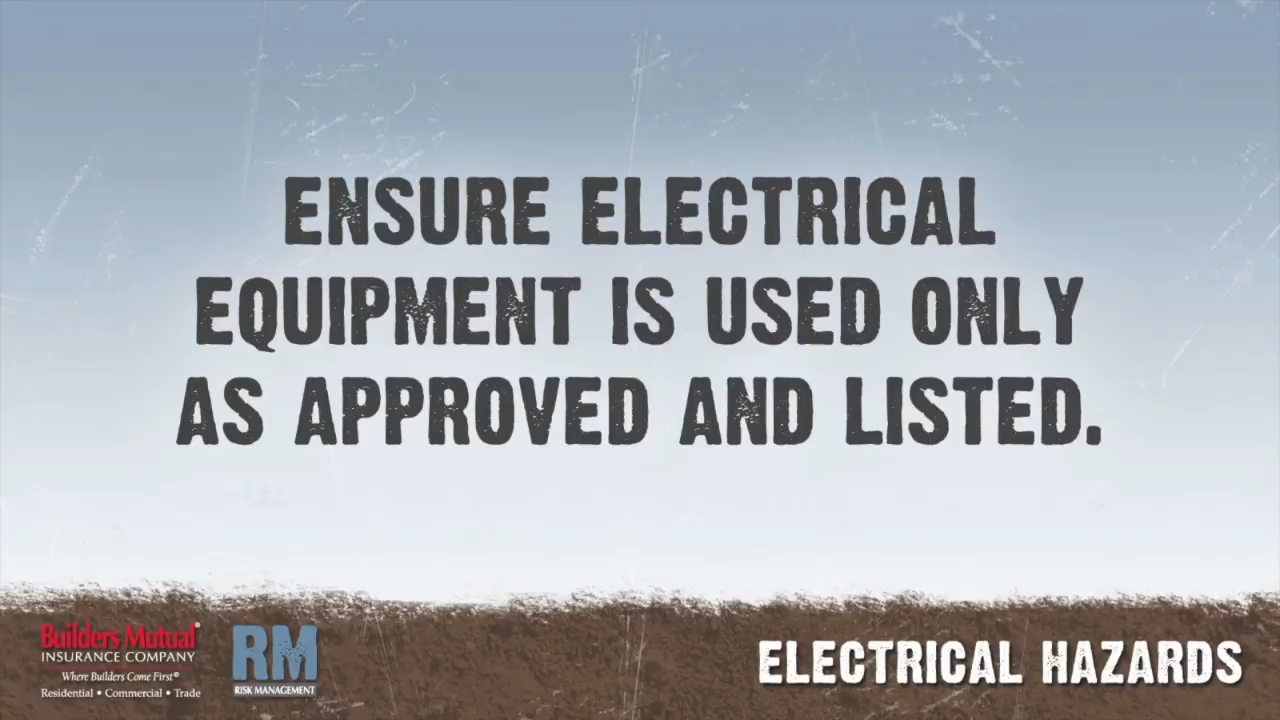 ENSURE ELECTRICAL
EQUIPMENT IS USED ONLY
AS APPROVED AND LISTED.
Builders Mutual®
INSURANCE COMPANY
Where Builders Come First®
Residential • Commercial • Trade
RM
RISK MANAGEMENT
ELECTRICAL HAZARDS